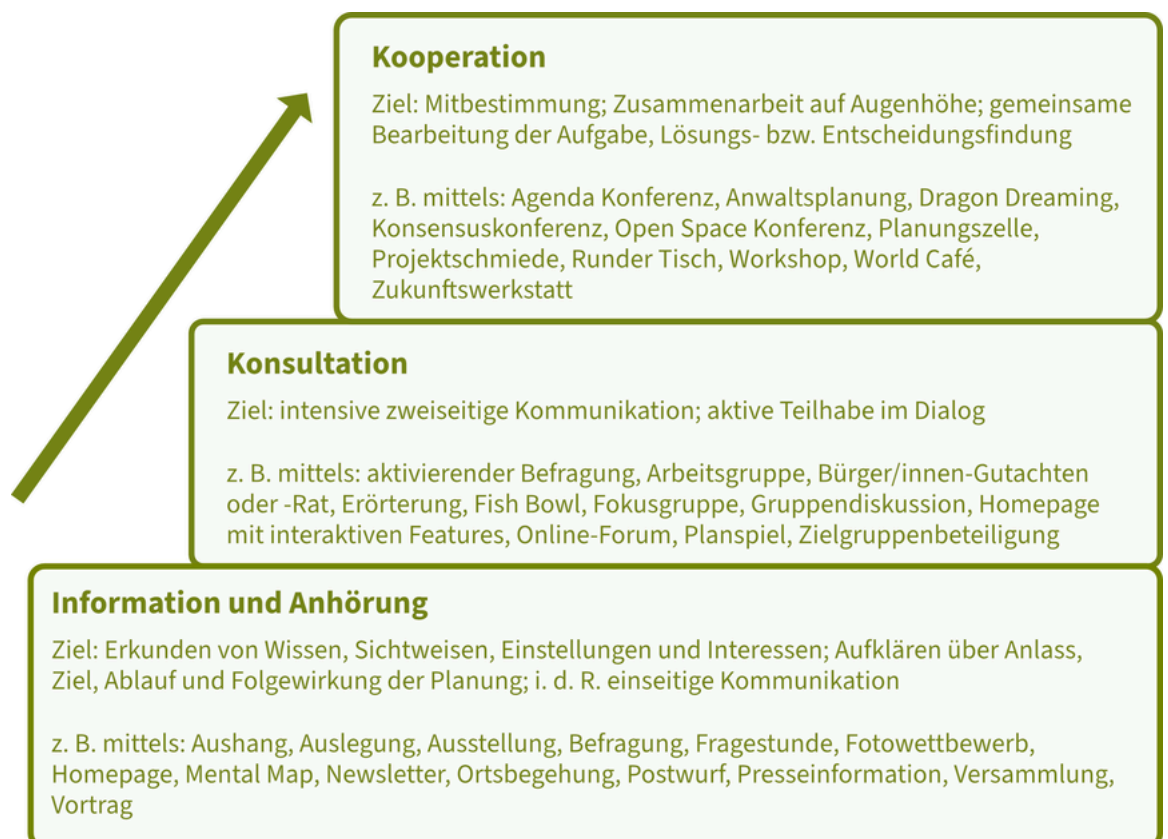 Kooperation
Ziel: Mitbestimmung; Zusammenarbeit auf Augenhöhe; gemeinsame
Bearbeitung der Aufgabe, Lösungs- bzw. Entscheidungsfindung
z. B. mittels: Agenda Konferenz, Anwaltsplanung, Dragon Dreaming,
Konsensuskonferenz, Open Space Konferenz, Planungszelle,
Projektschmiede, Runder Tisch, Workshop, World Café,
Zukunftswerkstatt
Konsultation
Ziel: intensive zweiseitige Kommunikation; aktive Teilhabe im Dialog
z. B. mittels: aktivierender Befragung, Arbeitsgruppe, Bürger/innen-Gutachten
oder -Rat, Erörterung, Fish Bowl, Fokusgruppe, Gruppendiskussion, Homepage
mit interaktiven Features, Online-Forum, Planspiel, Zielgruppenbeteiligung
Information und Anhörung
Ziel: Erkunden von Wissen, Sichtweisen, Einstellungen und Interessen; Aufklären über Anlass,
Ziel, Ablauf und Folgewirkung der Planung; i. d. R. einseitige Kommunikation
z. B. mittels: Aushang, Auslegung, Ausstellung, Befragung, Fragestunde, Fotowettbewerb,
Homepage, Mental Map, Newsletter, Ortsbegehung, Postwurf, Presseinformation, Versammlung,
Vortrag